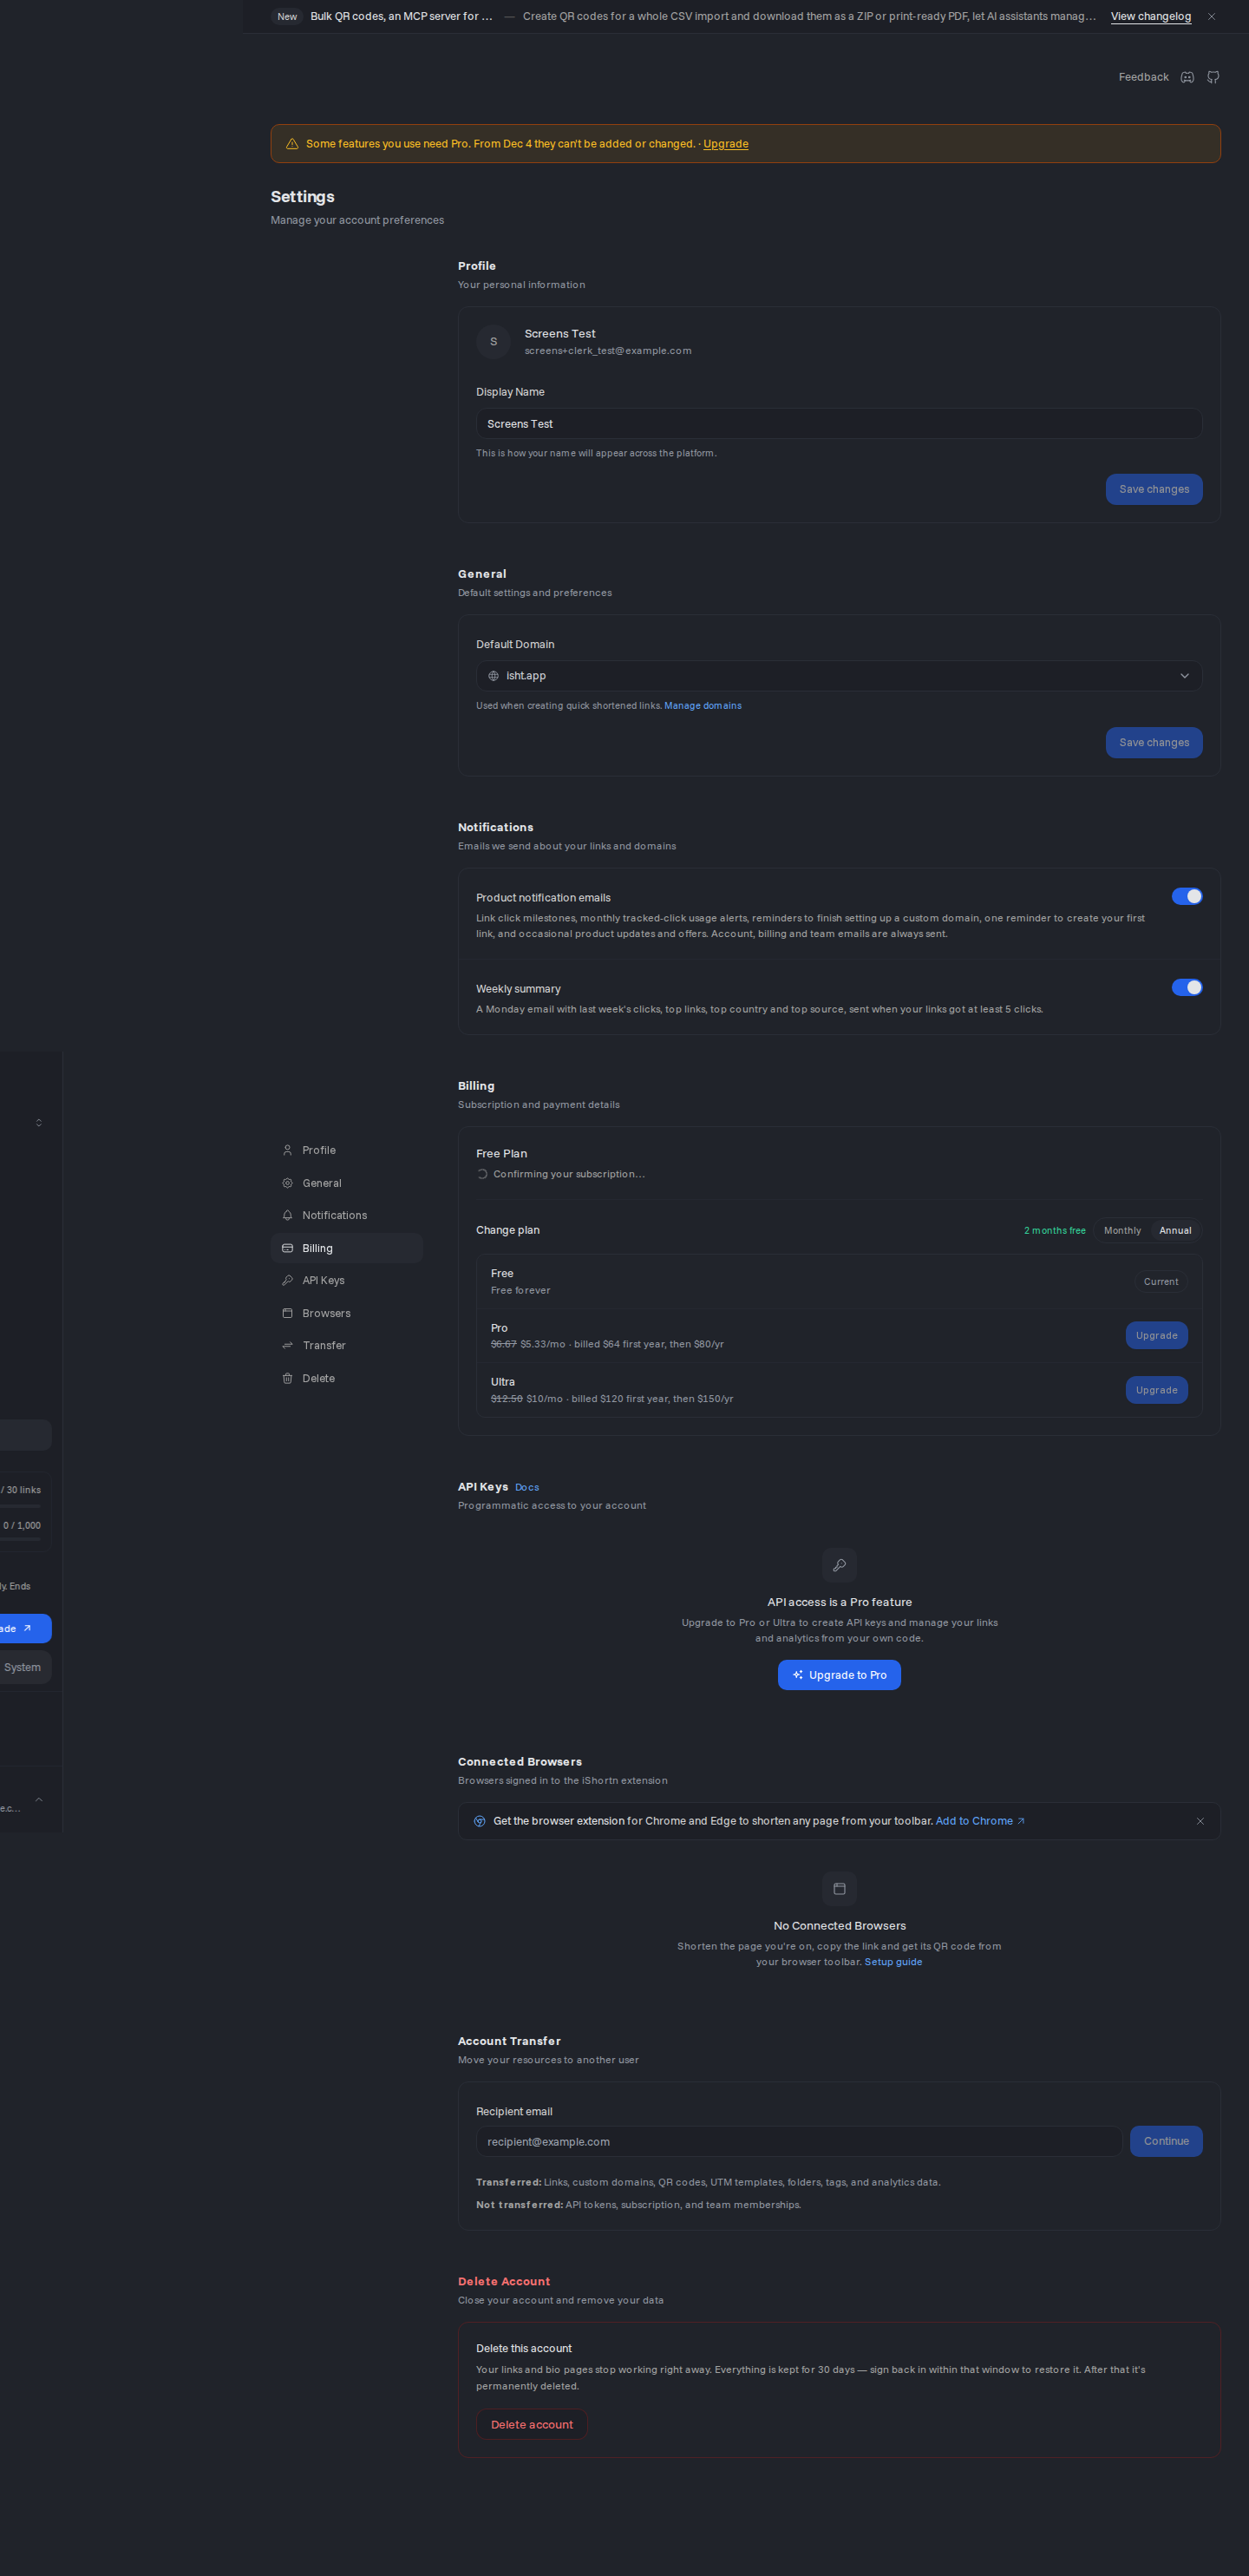 New Bulk QR codes, an MCP server for ... — Create QR codes for a whole CSV import and download them as a ZIP or print-ready PDF, let AI assistants manag... View changelog
Feedback
Some features you use need Pro. From Dec 4 they can't be added or changed. · Upgrade
Settings
Manage your account preferences
Profile
Your personal information
S
Screens Test
screens+clerk_test@example.com
Display Name
Screens Test
This is how your name will appear across the platform.
Save changes
General
Default settings and preferences
Default Domain
isht.app
Used when creating quick shortened links. Manage domains
Save changes
Notifications
Emails we send about your links and domains
Product notification emails
Link click milestones, monthly tracked-click usage alerts, reminders to finish setting up a custom domain, one reminder to create your first
link, and occasional product updates and offers. Account, billing and team emails are always sent.
Weekly summary
A Monday email with last week's clicks, top links, top country and top source, sent when your links got at least 5 clicks.
Profile
General
Notifications
Billing
API Keys
Browsers
Transfer
Delete
/ 30 links
0 / 1,000
ly. Ends
ade
System
e.c...
Billing
Subscription and payment details
Free Plan
Confirming your subscription...
Change plan
2 months free
Monthly
Annual
Free
Free forever
Current
Pro
$6.67 $5.33/mo · billed $64 first year, then $80/yr
Upgrade
Ultra
$12.50 $10/mo · billed $120 first year, then $150/yr
Upgrade
API Keys Docs
Programmatic access to your account
API access is a Pro feature
Upgrade to Pro or Ultra to create API keys and manage your links
and analytics from your own code.
Upgrade to Pro
Connected Browsers
Browsers signed in to the iShortn extension
Get the browser extension for Chrome and Edge to shorten any page from your toolbar. Add to Chrome
No Connected Browsers
Shorten the page you're on, copy the link and get its QR code from
your browser toolbar. Setup guide
Account Transfer
Move your resources to another user
Recipient email
recipient@example.com
Continue
Transferred: Links, custom domains, QR codes, UTM templates, folders, tags, and analytics data.
Not transferred: API tokens, subscription, and team memberships.
Delete Account
Close your account and remove your data
Delete this account
Your links and bio pages stop working right away. Everything is kept for 30 days — sign back in within that window to restore it. After that it's
permanently deleted.
Delete account